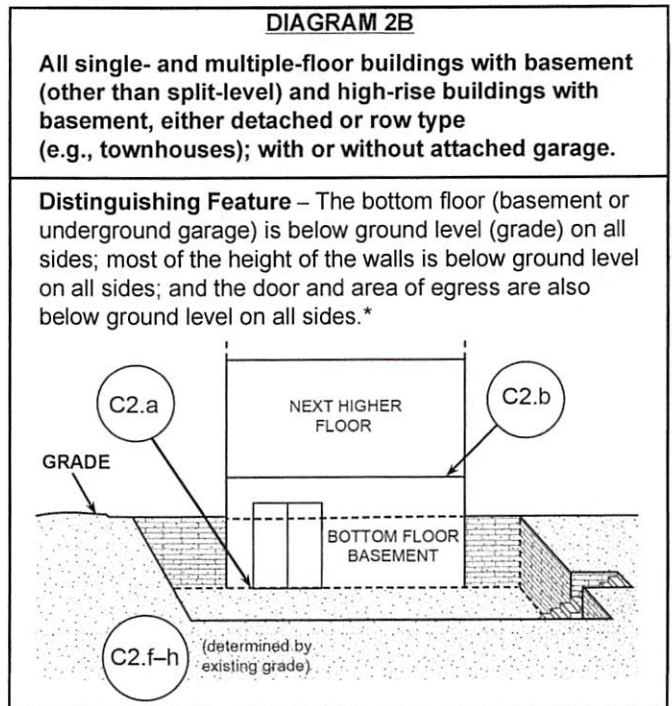 DIAGRAM 2B
All single- and multiple-floor buildings with basement
(other than split-level) and high-rise buildings with
basement, either detached or row type
(e.g., townhouses); with or without attached garage.
Distinguishing Feature – The bottom floor (basement or
underground garage) is below ground level (grade) on all
sides; most of the height of the walls is below ground level
on all sides; and the door and area of egress are also
below ground level on all sides.*
C2.a
NEXT HIGHER
FLOOR
C2.b
GRADE
BOTTOM FLOOR
BASEMENT
C2.f–h
(determined by
existing grade)